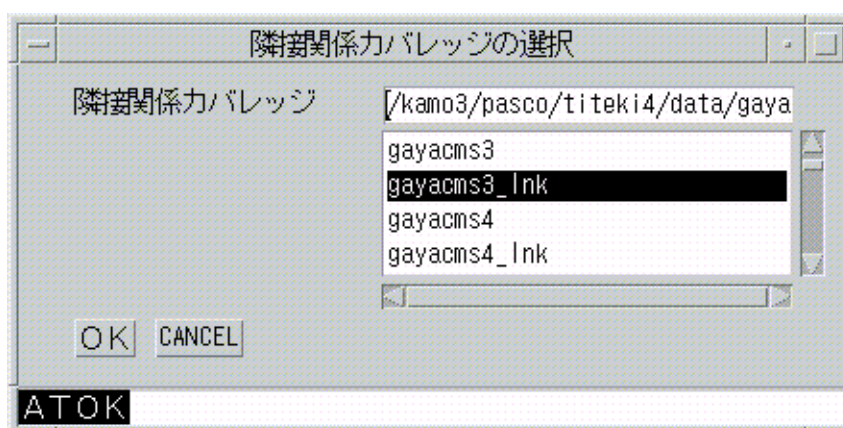 隣接関係カバレッジの選択
隣接関係カバレッジ
/kamo3/pasco/titeki4/data/gaya
gayacms3
gayacms3_lnk
gayacms4
gayacms4_lnk
OK CANCEL
ATOK